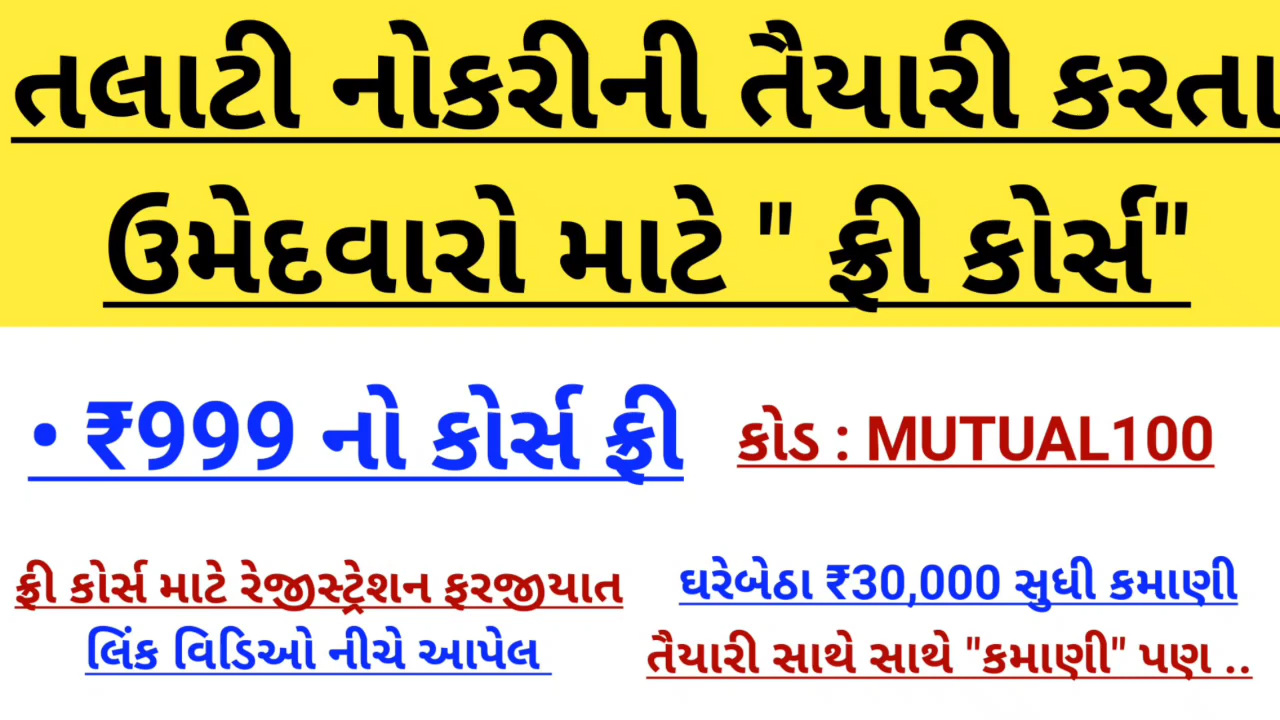 તલાટી નોકરીની તૈયારી કરતા
ઉમેદવારો માટે " ફ્રી કોર્સ"
• ₹999 નો કોર્સ ફ્રી
કોડ : MUTUAL100
ફ્રી કોર્સ માટે રેજીસ્ટ્રેશન ફરજીયાત
લિંક વિડિઓ નીચે આપેલ
ઘરેબેઠા ₹30,000 સુધી કમાણી
તૈયારી સાથે સાથે "કમાણી" પણ ..